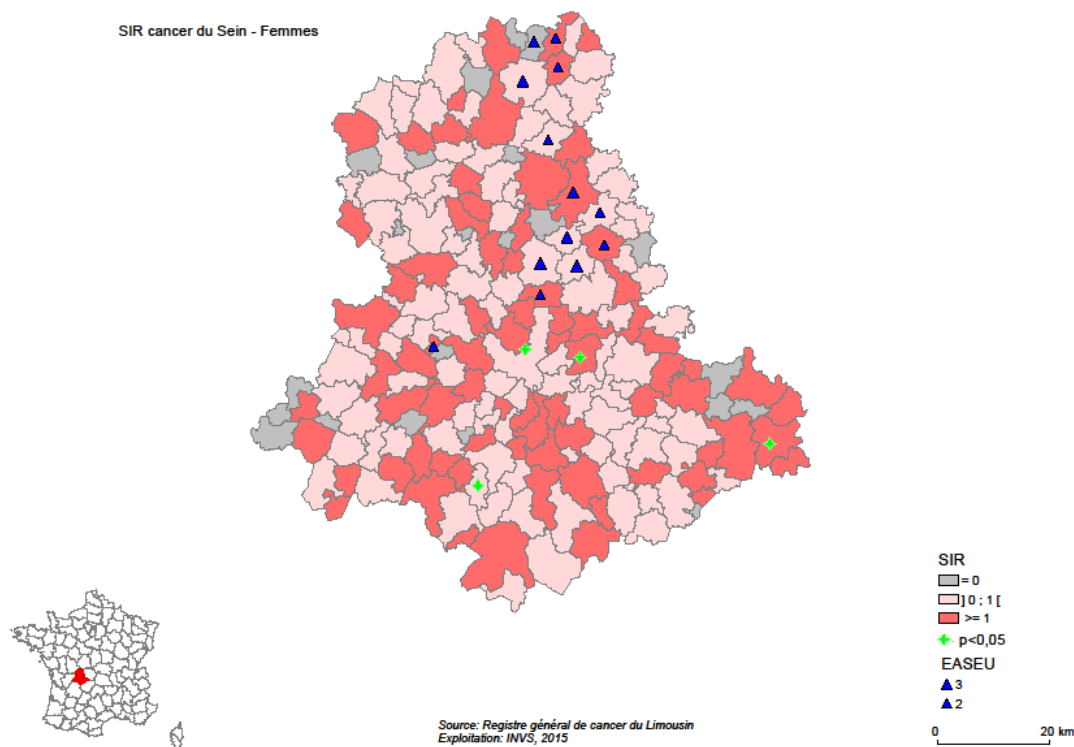 SIR cancer du Sein - Femmes
SIR
= 0
] 0 ; 1 [
>= 1
p<0,05
EASEU
3
2
Source: Registre général de cancer du Limousin
Exploitation: INVS, 2015
0 20 km